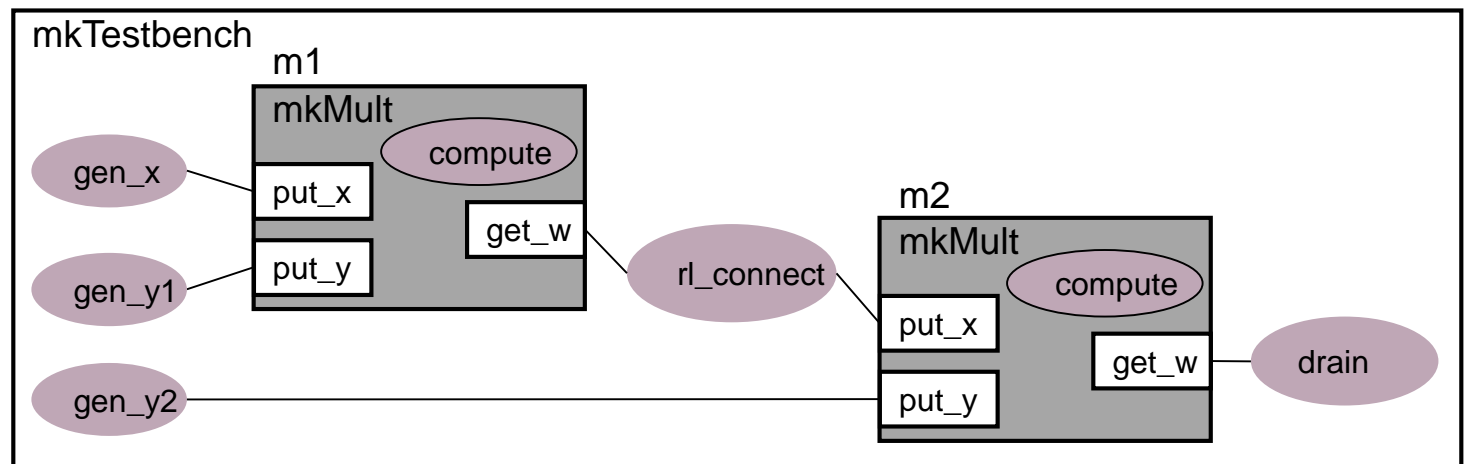 mkTestbench
m1
mkMult
compute
gen_x
put_x
get_w
m2
mkMult
gen_y1
put_y
rl_connect
compute
put_x
get_w
drain
gen_y2
put_y